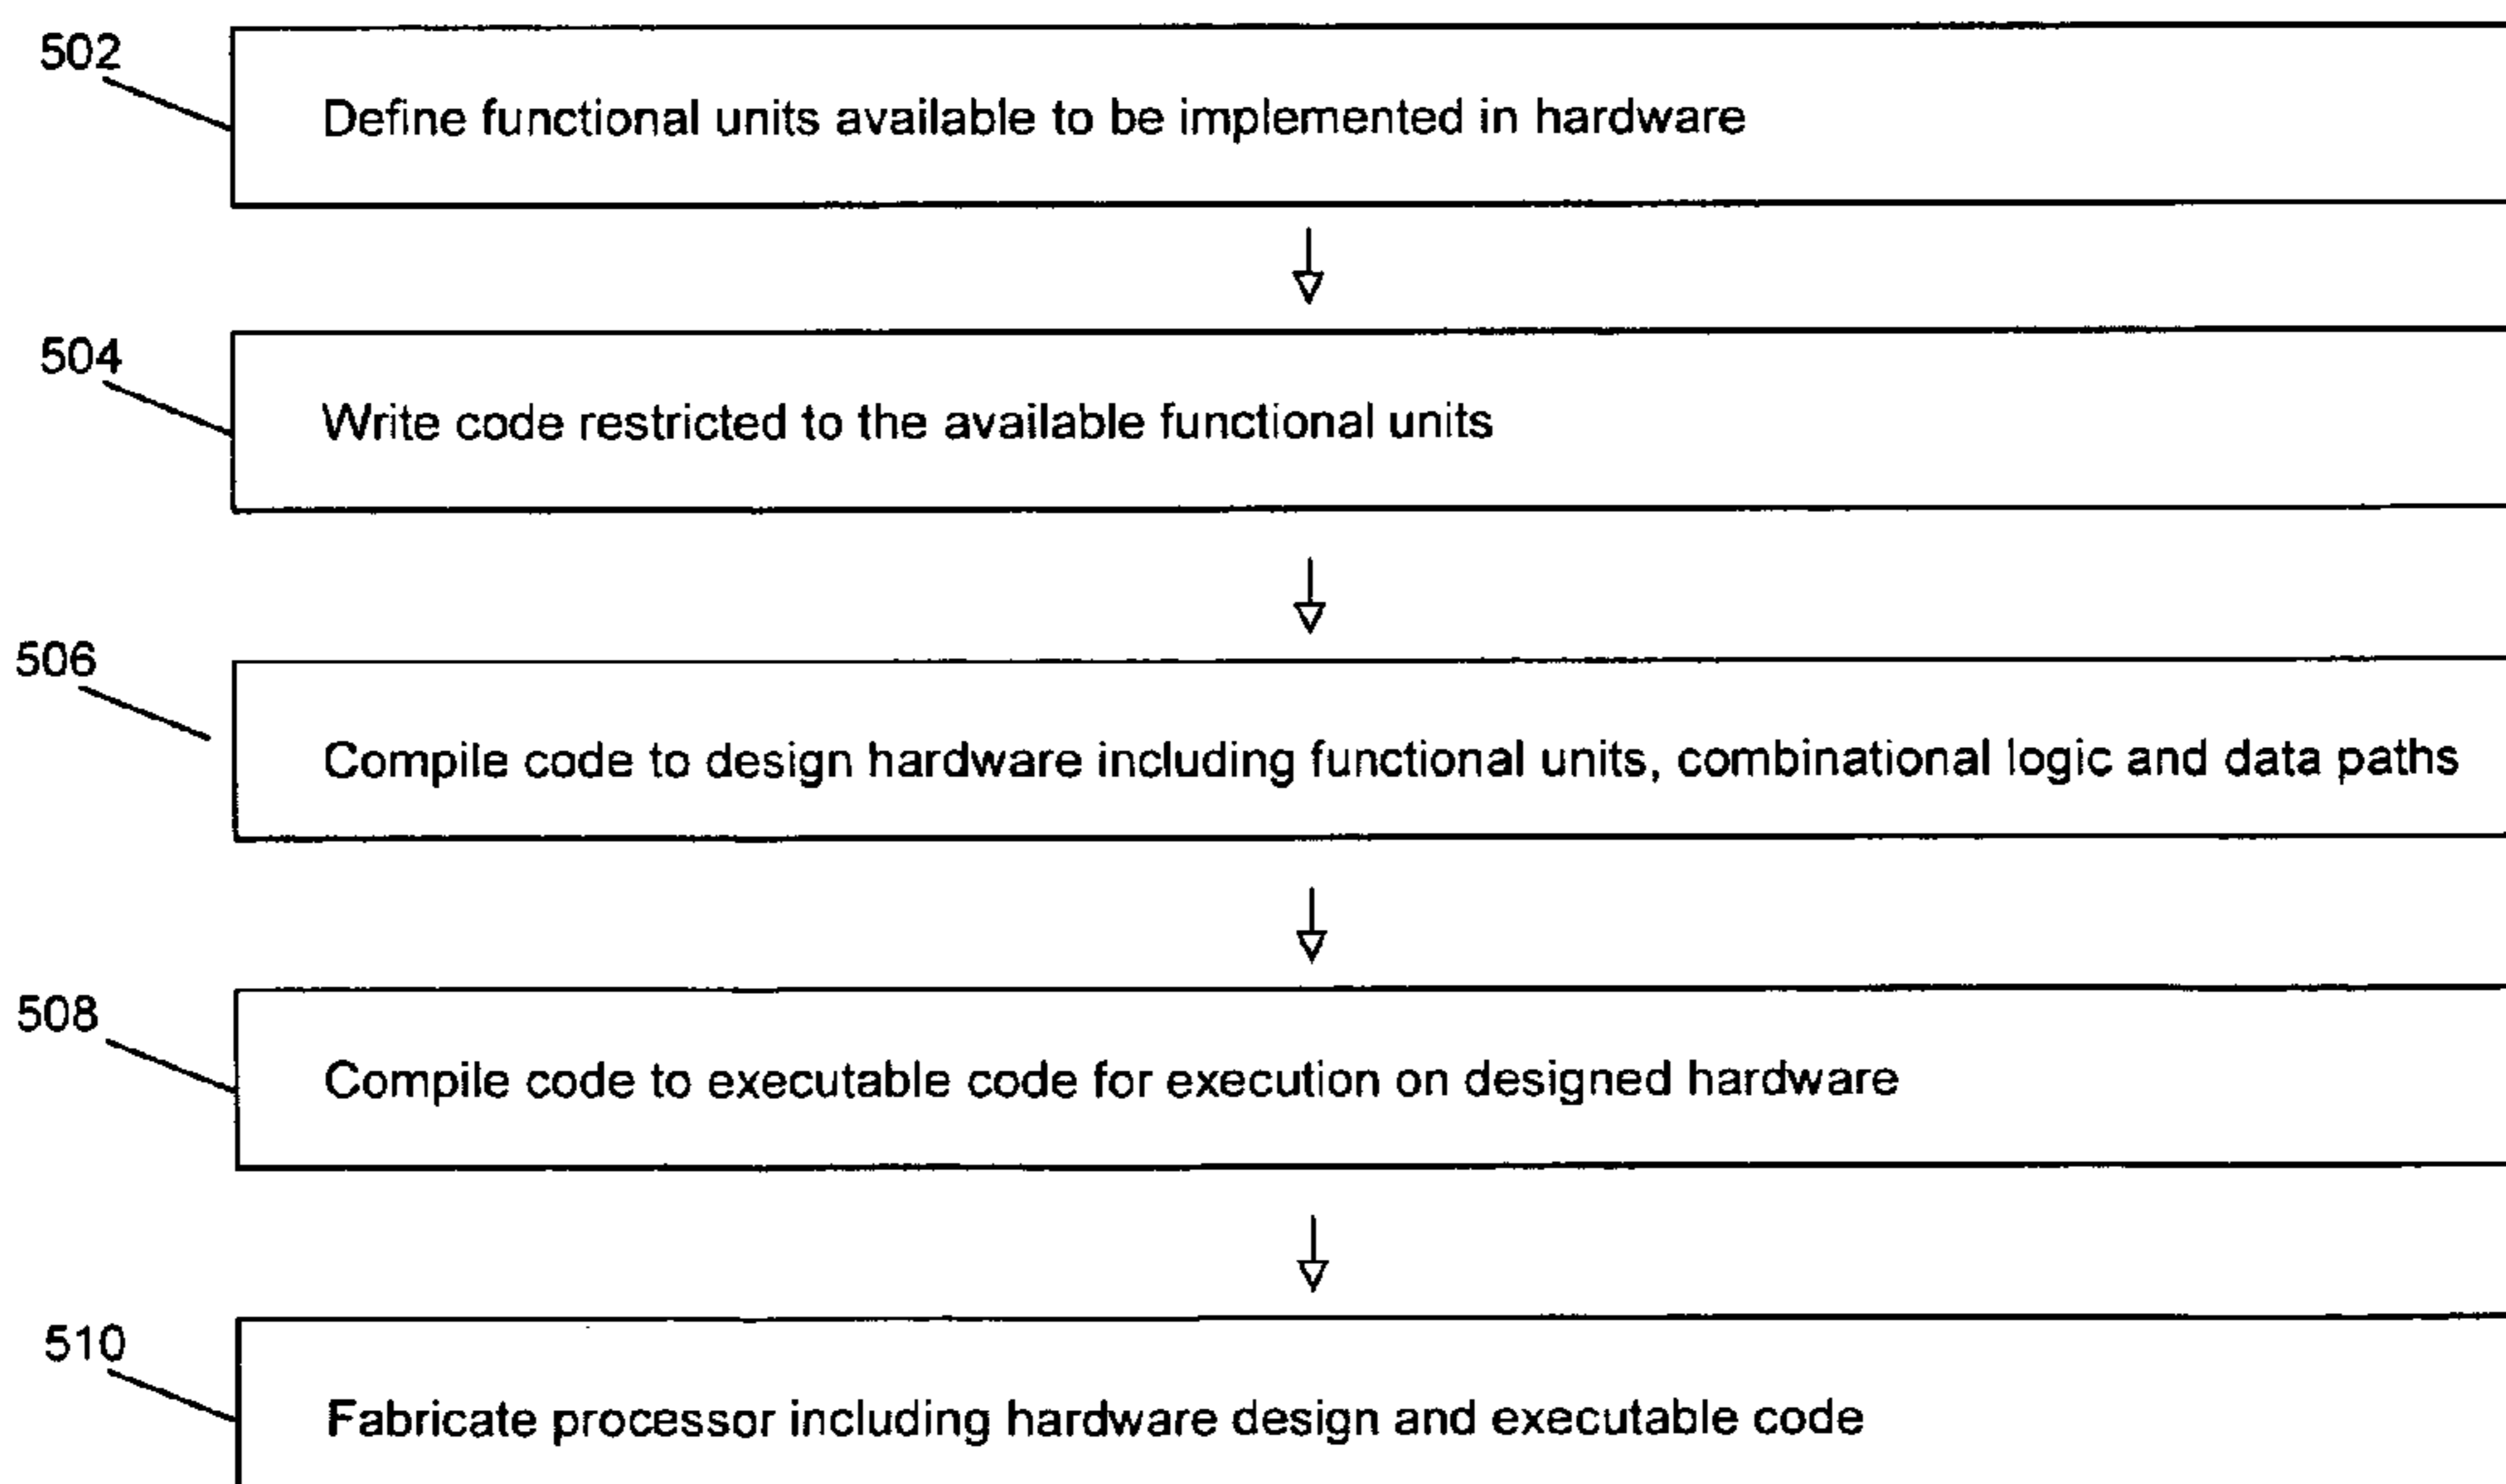 502
Define functional units available to be implemented in hardware
504
Write code restricted to the available functional units
506
Compile code to design hardware including functional units, combinational logic and data paths
508
Compile code to executable code for execution on designed hardware
510
Fabricate processor including hardware design and executable code